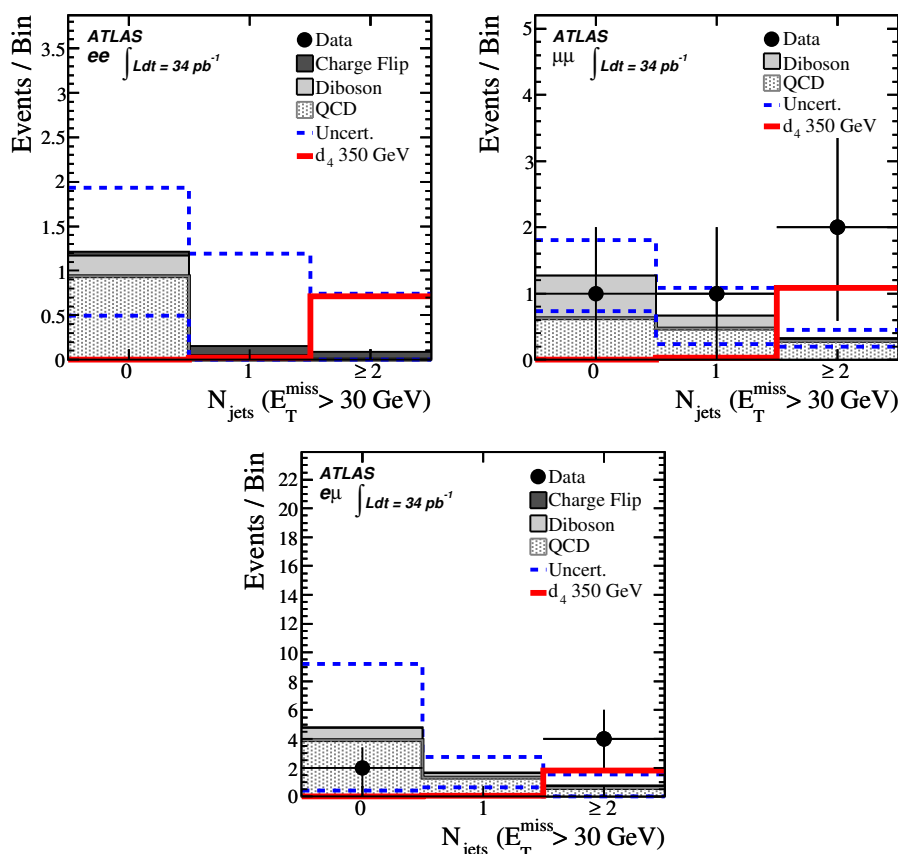 ATLAS
ee ∫Ldt = 34 pb⁻¹
Data
Charge Flip
Diboson
QCD
Uncert.
d₄ 350 GeV
Events / Bin
3.5
3
2.5
2
1.5
1
0.5
0
0 1 ≥ 2
N_jets (E_T^miss > 30 GeV)
ATLAS
μμ ∫Ldt = 34 pb⁻¹
Data
Diboson
QCD
Uncert.
d₄ 350 GeV
Events / Bin
5
4
3
2
1
0
0 1 ≥ 2
N_jets (E_T^miss > 30 GeV)
ATLAS
eμ ∫Ldt = 34 pb⁻¹
Data
Charge Flip
Diboson
QCD
Uncert.
d₄ 350 GeV
Events / Bin
22
20
18
16
14
12
10
8
6
4
2
0
0 1 ≥ 2
N_jets (E_T^miss > 30 GeV)